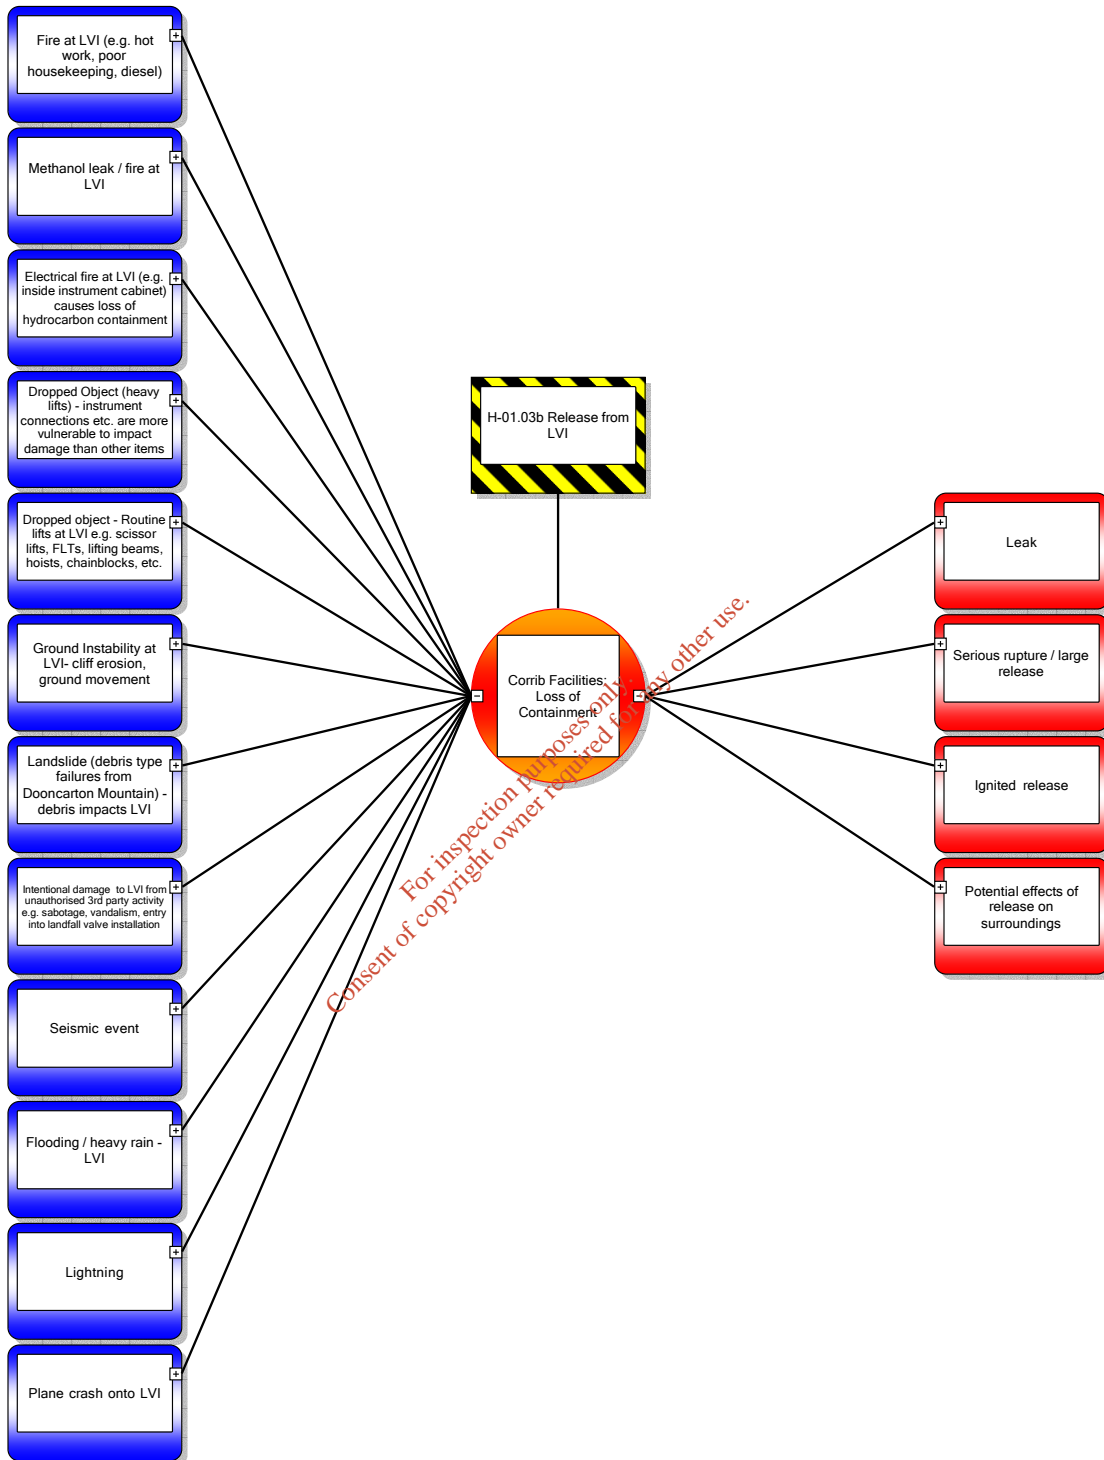 Fire at LVI (e.g. hot
work, poor
housekeeping, diesel)
Methanol leak / fire at
LVI
Electrical fire at LVI (e.g.
inside instrument cabinet)
causes loss of
hydrocarbon containment
Dropped Object (heavy
lifts) - instrument
connections etc. are more
vulnerable to impact
damage than other items
Dropped object - Routine
lifts at LVI e.g. scissor
lifts, FLTs, lifting beams,
hoists, chainblocks, etc.
Ground Instability at
LVI- cliff erosion,
ground movement
Landslide (debris type
failures from
Dooncarton Mountain) -
debris impacts LVI
Intentional damage to LVI from
unauthorised 3rd party activity
e.g. sabotage, vandalism, entry
into landfall valve installation
Seismic event
Flooding / heavy rain -
LVI
Lightning
Plane crash onto LVI
H-01.03b Release from
LVI
Corrib Facilities:
Loss of
Containment
Leak
Serious rupture / large
release
Ignited release
Potential effects of
release on
surroundings
For inspection purposes only.
Consent of copyright owner required for any other use.